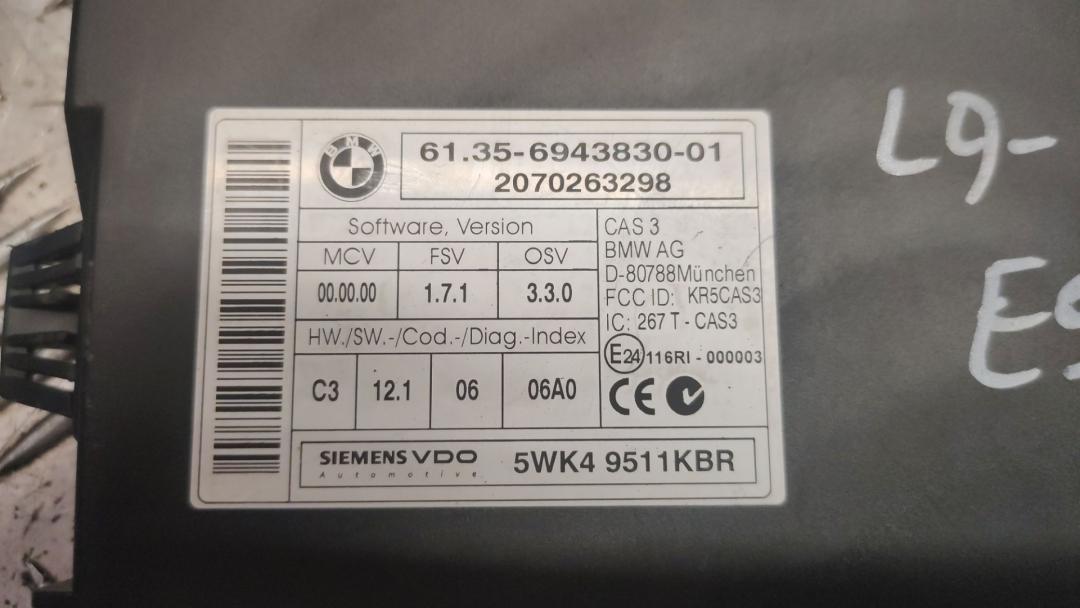 BMW
61.35-6943830-01
2070263298
Software, Version
MCV FSV OSV
00.00.00 1.7.1 3.3.0
HW./SW.-/Cod.-/Diag.-Index
C3 12.1 06 06A0
CAS 3
BMW AG
D-80788München
FCC ID: KR5CAS3
IC: 267 T - CAS3
E24 116RI - 000003
CE
SIEMENS VDO
Automotive
5WK4 9511KBR
L9-